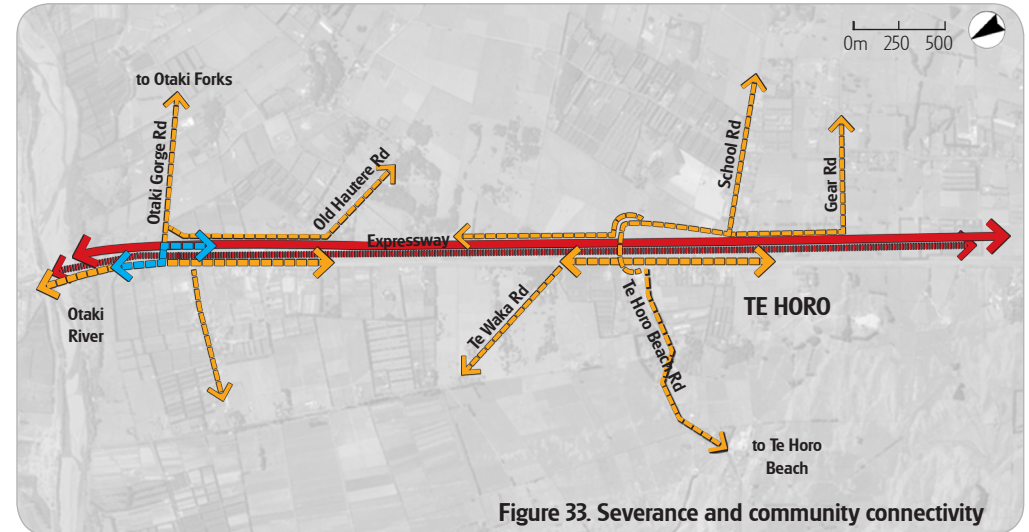 0m 250 500
to Otaki Forks
Otaki Gorge Rd
Old Hautere Rd
School Rd
Gear Rd
Expressway
Otaki
River
Te Waka Rd
Te Horo Beach Rd
TE HORO
to Te Horo
Beach
Figure 33. Severance and community connectivity